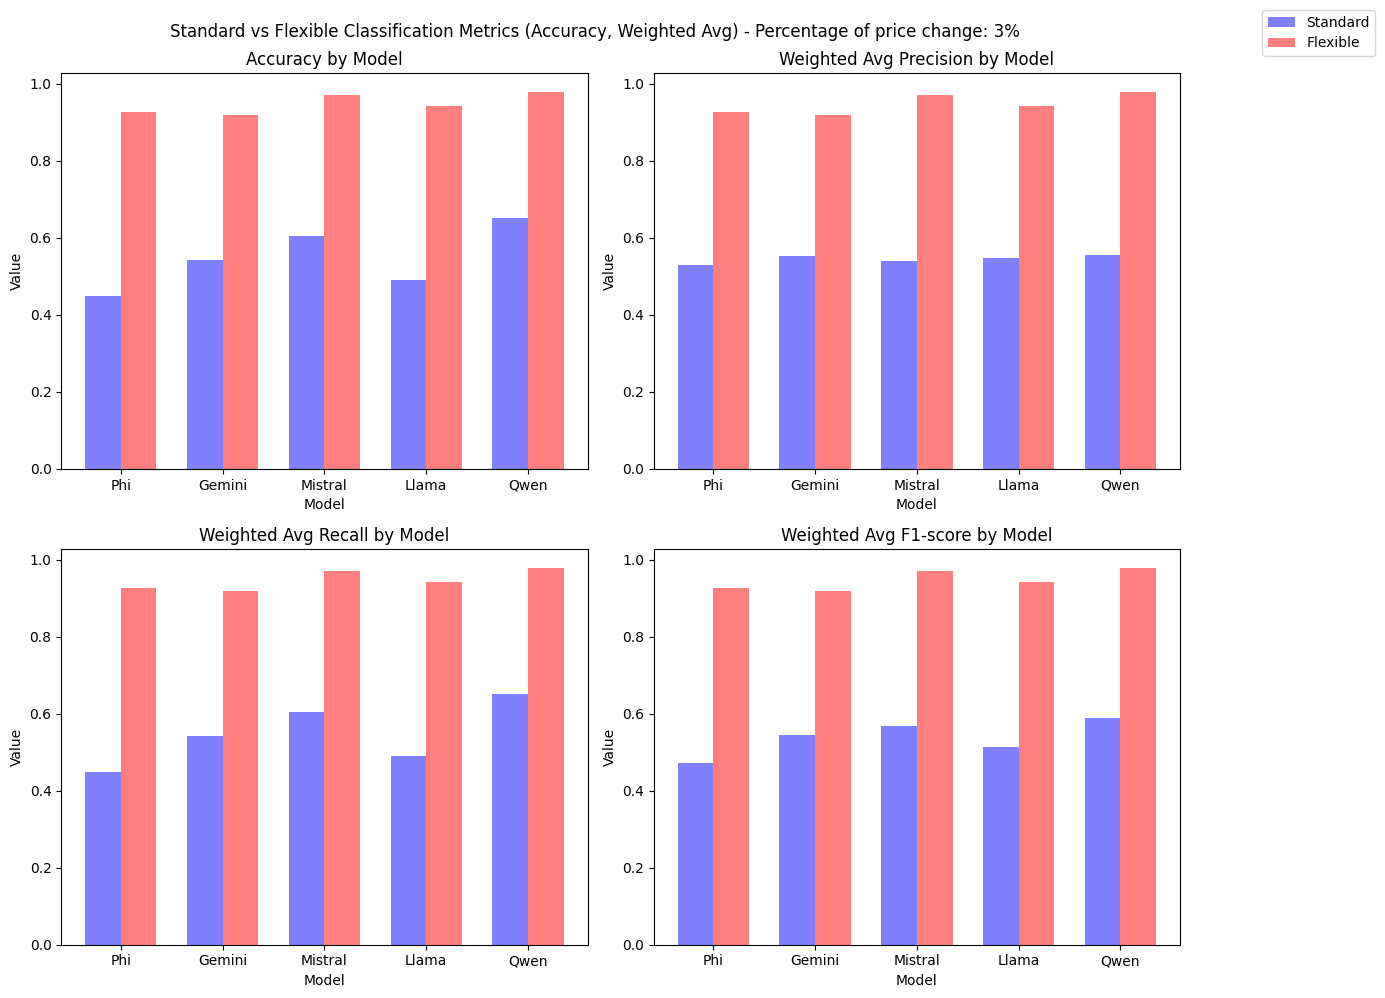 Standard vs Flexible Classification Metrics (Accuracy, Weighted Avg) - Percentage of price change: 3%
Standard
Flexible
Accuracy by Model
1.0
0.8
0.6
0.4
0.2
0.0
Value
Phi Gemini Mistral Llama Qwen
Model
Weighted Avg Precision by Model
1.0
0.8
0.6
0.4
0.2
0.0
Value
Phi Gemini Mistral Llama Qwen
Model
Weighted Avg Recall by Model
1.0
0.8
0.6
0.4
0.2
0.0
Value
Phi Gemini Mistral Llama Qwen
Model
Weighted Avg F1-score by Model
1.0
0.8
0.6
0.4
0.2
0.0
Value
Phi Gemini Mistral Llama Qwen
Model